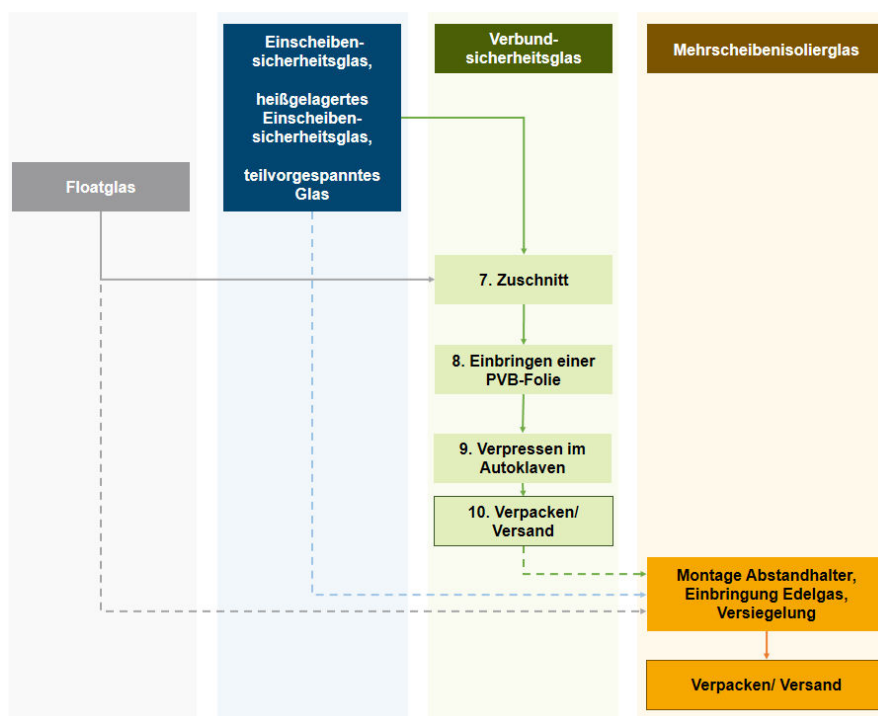 Floatglas
Einscheiben-
sicherheitsglas,
heißgelagertes
Einscheiben-
sicherheitsglas,
teilvorgespanntes
Glas
Verbund-
sicherheitsglas
7. Zuschnitt
8. Einbringen einer
PVB-Folie
9. Verpressen im
Autoklaven
10. Verpacken/
Versand
Mehrscheibenisolierglas
Montage Abstandhalter,
Einbringung Edelgas,
Versiegelung
Verpacken/ Versand